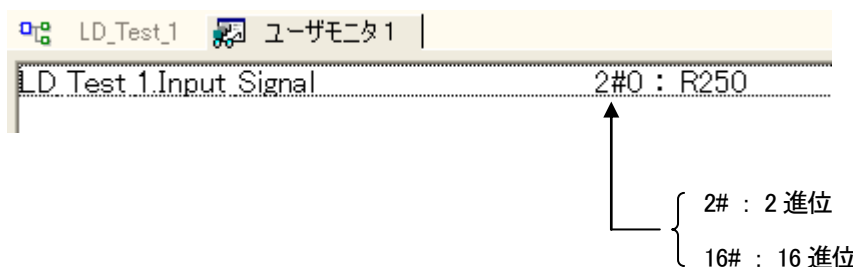 LD_Test_1 ユーザモニタ1
LD_Test_1.Input_Signal 2#0 : R250
2# : 2 進位
16# : 16 進位